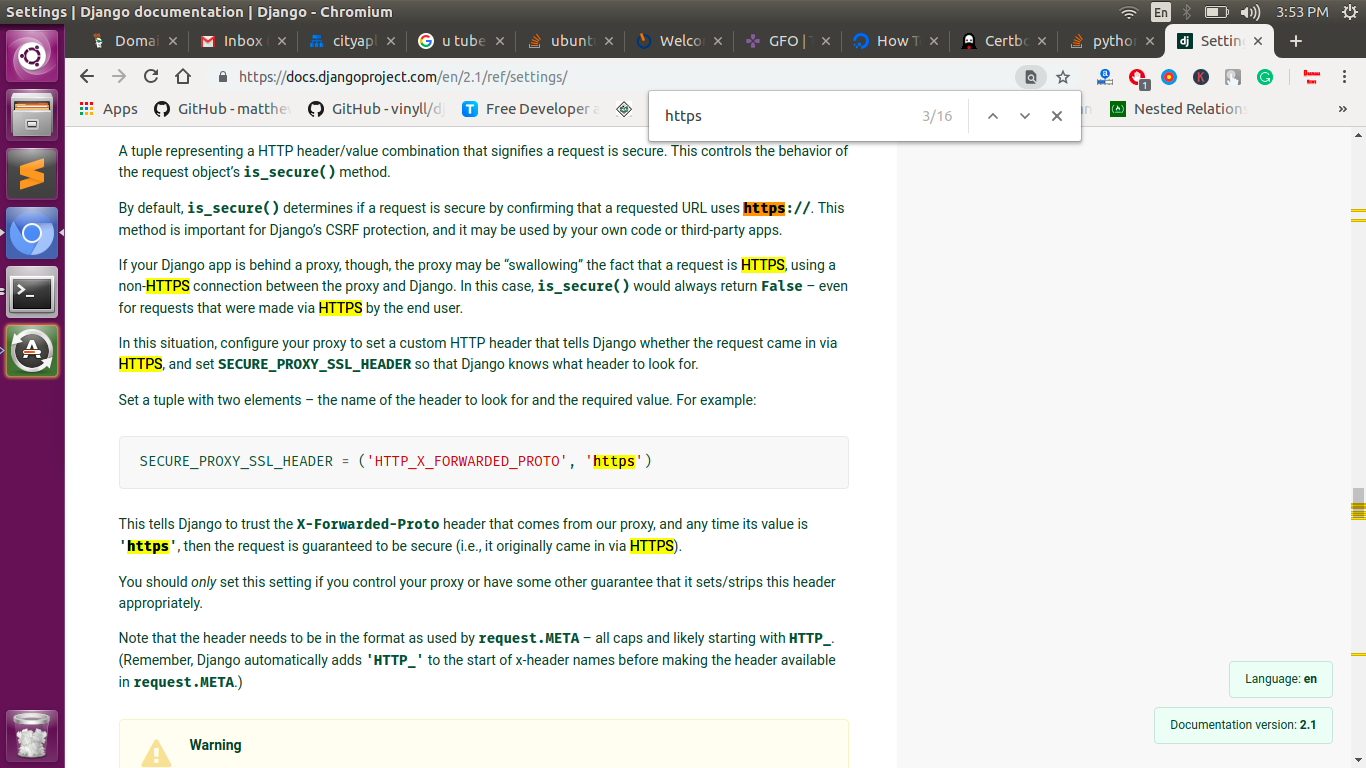 Settings | Django documentation | Django - Chromium
En
3:53 PM
Domai
Inbox
cityapl
u tube
ubunt
Welco
GFO | T
How T
Certbo
python
Settin
https://docs.djangoproject.com/en/2.1/ref/settings/
1
Apps
GitHub - matthew
GitHub - vinyll/dj
Free Developer a
Nested Relations
»
https
3/16
A tuple representing a HTTP header/value combination that signifies a request is secure. This controls the behavior of
the request object’s is_secure() method.
By default, is_secure() determines if a request is secure by confirming that a requested URL uses https://. This
method is important for Django’s CSRF protection, and it may be used by your own code or third-party apps.
If your Django app is behind a proxy, though, the proxy may be “swallowing” the fact that a request is HTTPS, using a
non-HTTPS connection between the proxy and Django. In this case, is_secure() would always return False – even
for requests that were made via HTTPS by the end user.
In this situation, configure your proxy to set a custom HTTP header that tells Django whether the request came in via
HTTPS, and set SECURE_PROXY_SSL_HEADER so that Django knows what header to look for.
Set a tuple with two elements – the name of the header to look for and the required value. For example:
SECURE_PROXY_SSL_HEADER = ('HTTP_X_FORWARDED_PROTO', 'https')
This tells Django to trust the X-Forwarded-Proto header that comes from our proxy, and any time its value is
'https', then the request is guaranteed to be secure (i.e., it originally came in via HTTPS).
You should only set this setting if you control your proxy or have some other guarantee that it sets/strips this header
appropriately.
Note that the header needs to be in the format as used by request.META – all caps and likely starting with HTTP_.
(Remember, Django automatically adds 'HTTP_' to the start of x-header names before making the header available
in request.META.)
Warning
Language: en
Documentation version: 2.1